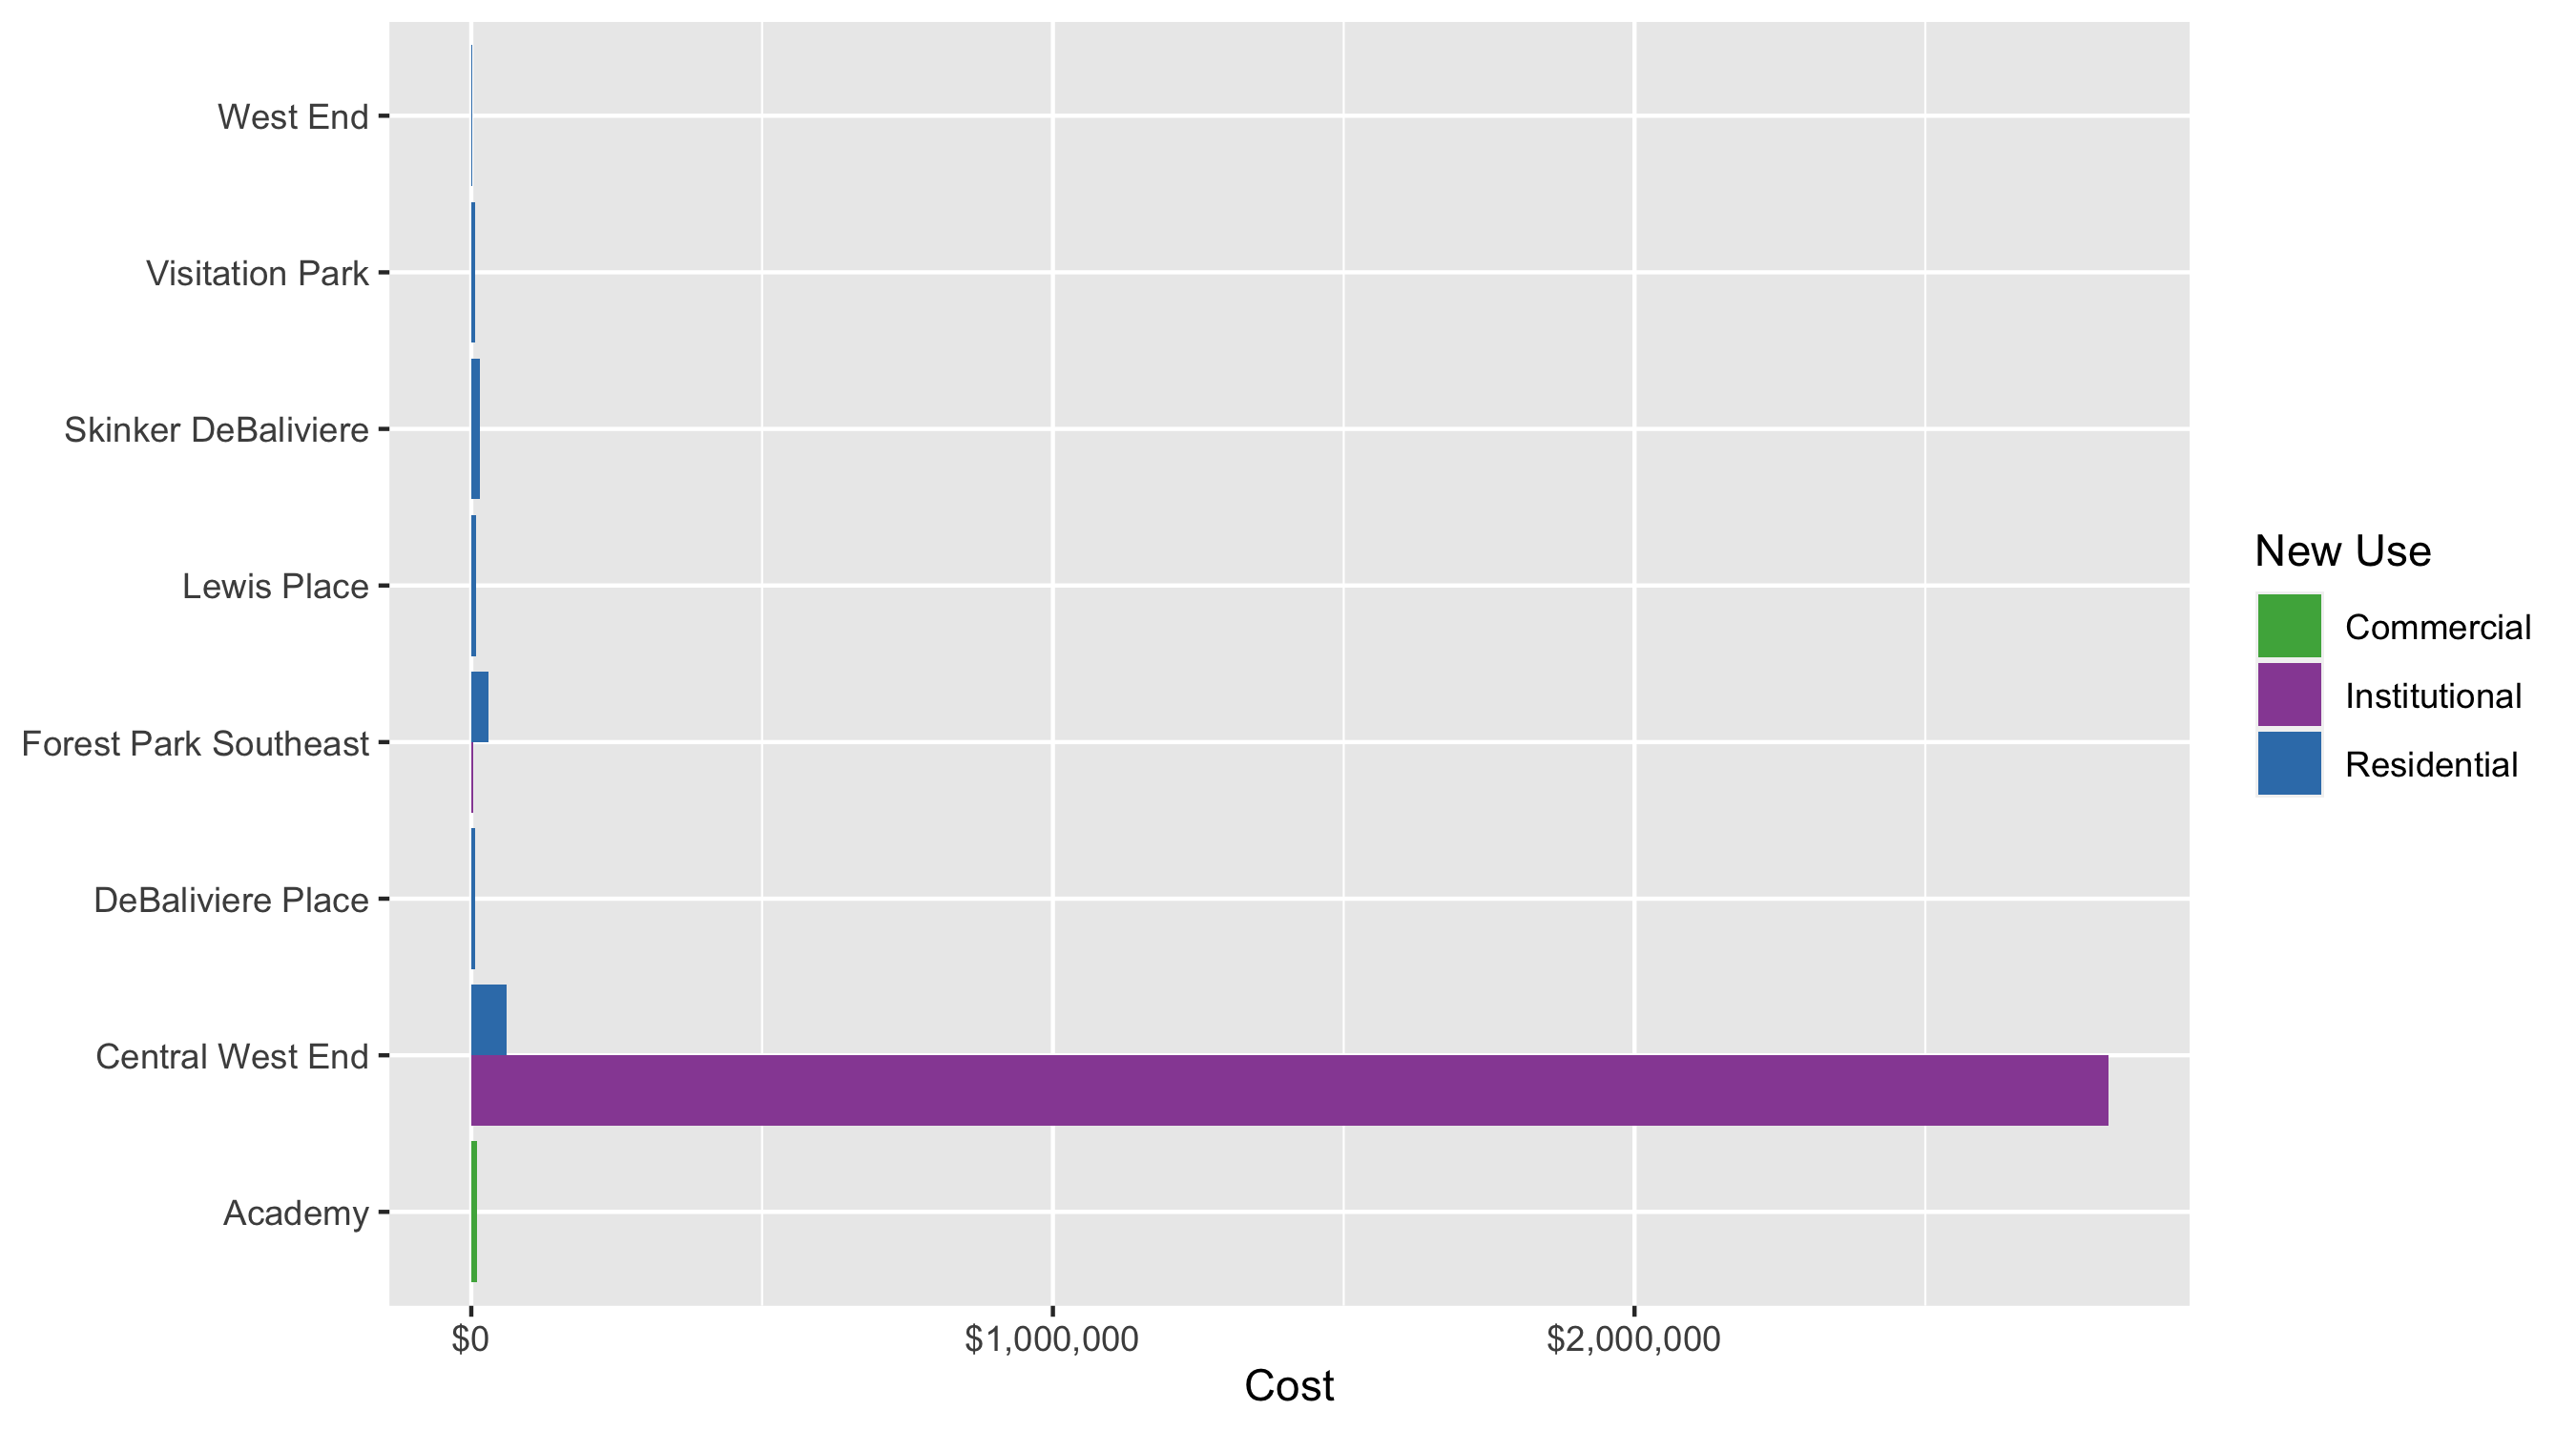 West End
Visitation Park
Skinker DeBaliviere
Lewis Place
Forest Park Southeast
DeBaliviere Place
Central West End
Academy
$0 $1,000,000 $2,000,000
Cost
New Use
Commercial
Institutional
Residential